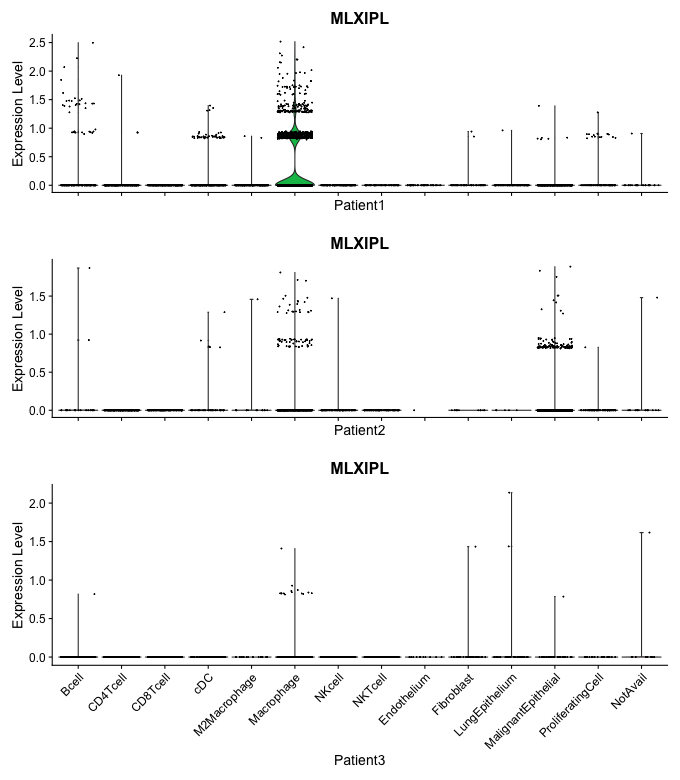 MLXIPL
Expression Level
2.5
2.0
1.5
1.0
0.5
0.0
Patient1
MLXIPL
Expression Level
1.5
1.0
0.5
0.0
Patient2
MLXIPL
Expression Level
2.0
1.5
1.0
0.5
0.0
Bcell
CD4Tcell
CD8Tcell
cDC
M2Macrophage
Macrophage
NKcell
NKTcell
Endothelium
Fibroblast
LungEpithelium
MalignantEpithelial
ProliferatingCell
NotAvail
Patient3